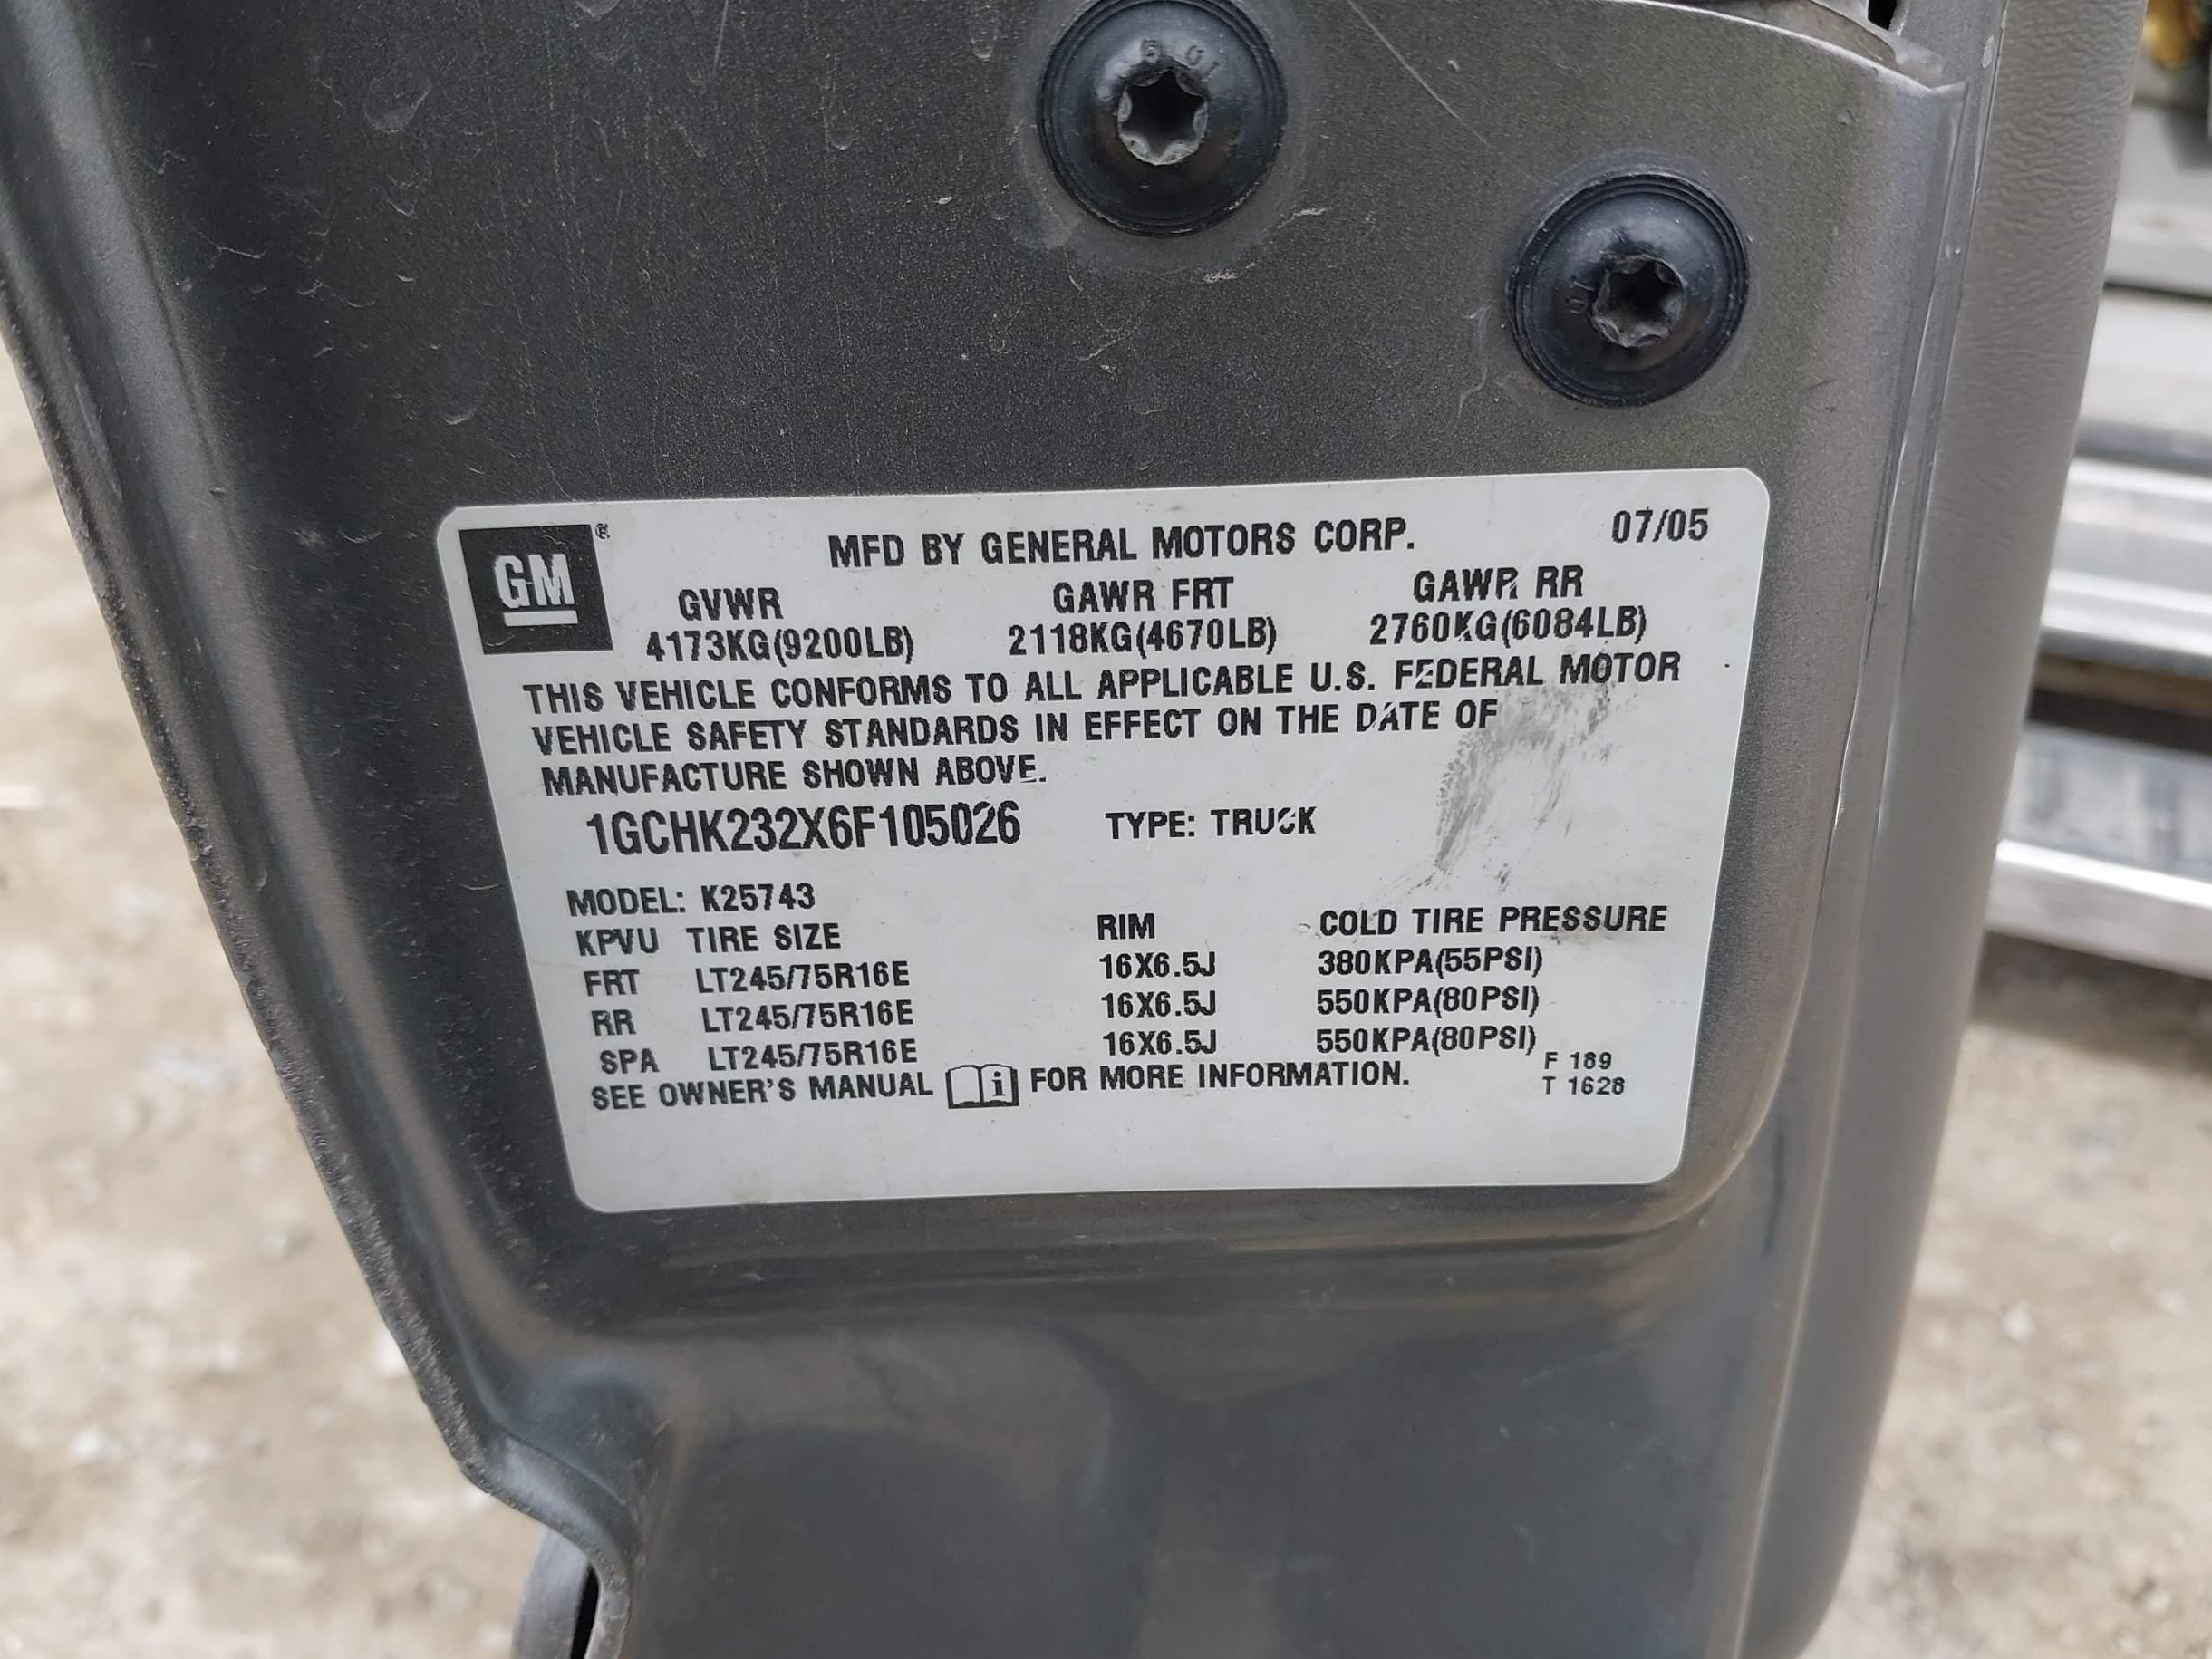 GM ®
MFD BY GENERAL MOTORS CORP. 07/05
GVWR GAWR FRT GAWR RR
4173KG(9200LB) 2118KG(4670LB) 2760KG(6084LB)
THIS VEHICLE CONFORMS TO ALL APPLICABLE U.S. FEDERAL MOTOR
VEHICLE SAFETY STANDARDS IN EFFECT ON THE DATE OF
MANUFACTURE SHOWN ABOVE.
1GCHK232X6F105026 TYPE: TRUCK
MODEL: K25743
KPVU TIRE SIZE RIM COLD TIRE PRESSURE
FRT LT245/75R16E 16X6.5J 380KPA(55PSI)
RR LT245/75R16E 16X6.5J 550KPA(80PSI)
SPA LT245/75R16E 16X6.5J 550KPA(80PSI)
SEE OWNER'S MANUAL i FOR MORE INFORMATION.
F 189
T 1628